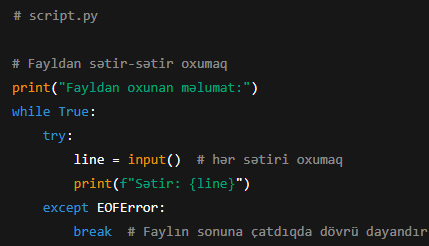 # script.py
# Fayldan sətir-sətir oxumaq
print("Fayldan oxunan məlumat:")
while True:
    try:
        line = input()  # hər sətiri oxumaq
        print(f"Sətir: {line}")
    except EOFError:
        break  # Faylın sonuna çatdıqda dövrü dayandır